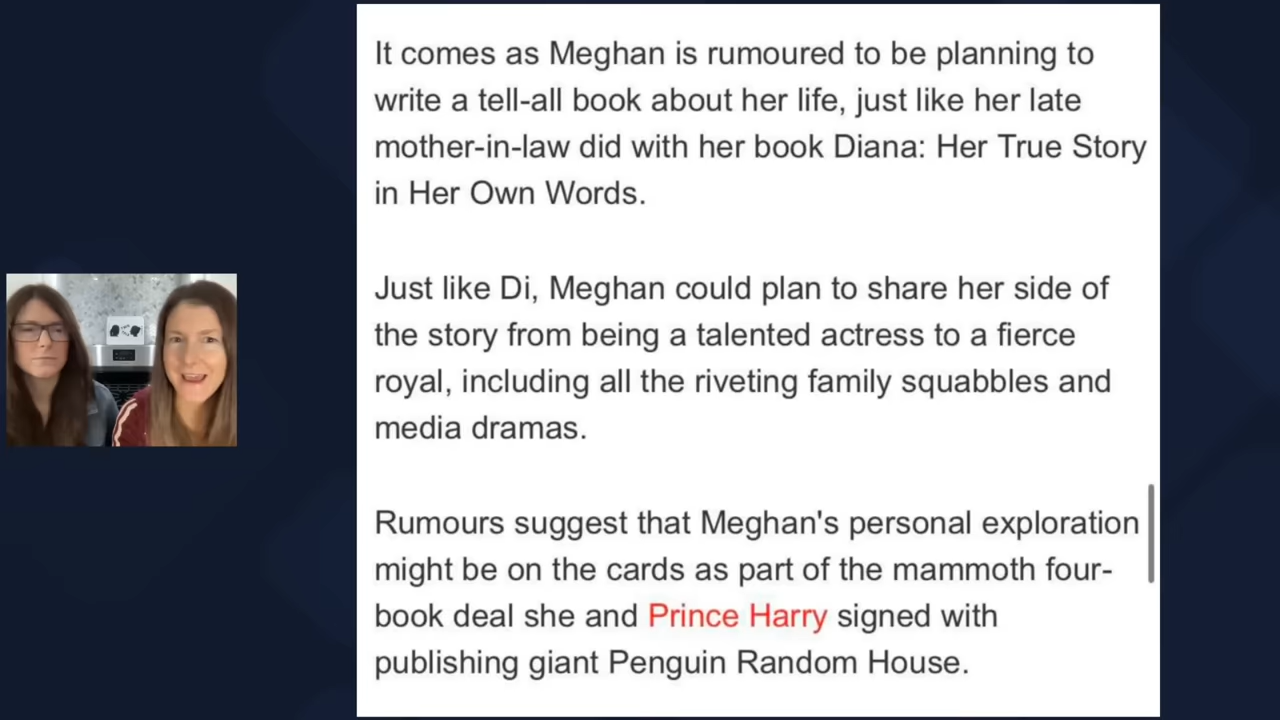 It comes as Meghan is rumoured to be planning to
write a tell-all book about her life, just like her late
mother-in-law did with her book Diana: Her True Story
in Her Own Words.
Just like Di, Meghan could plan to share her side of
the story from being a talented actress to a fierce
royal, including all the riveting family squabbles and
media dramas.
Rumours suggest that Meghan's personal exploration
might be on the cards as part of the mammoth four-
book deal she and Prince Harry signed with
publishing giant Penguin Random House.